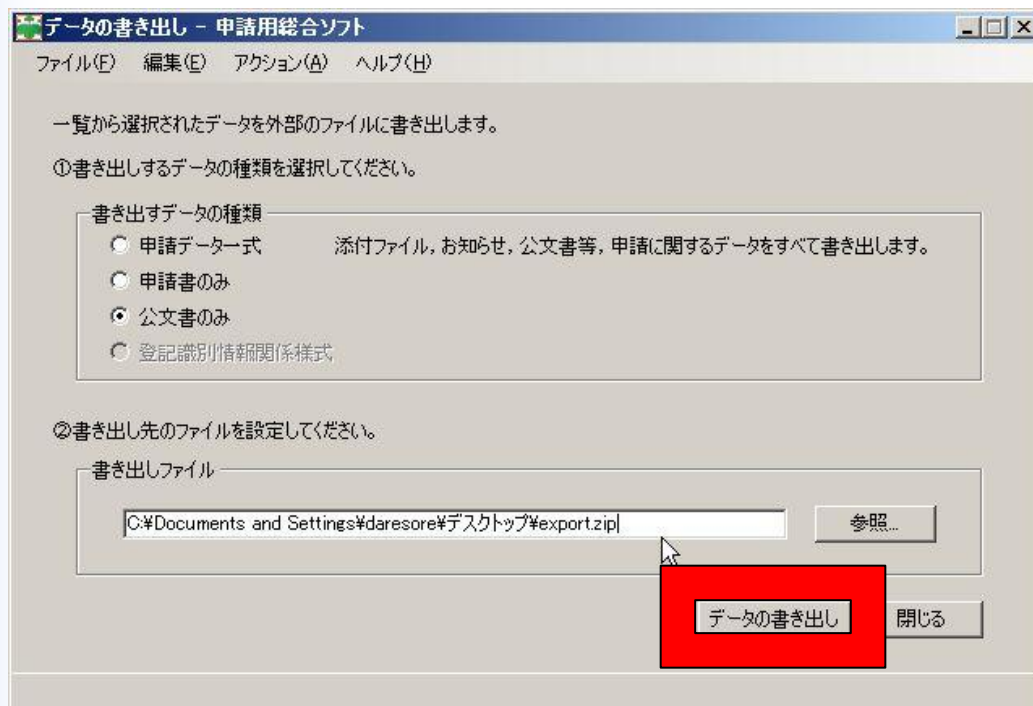 データの書き出し - 申請用総合ソフト
ファイル(F) 編集(E) アクション(A) ヘルプ(H)
一覧から選択されたデータを外部のファイルに書き出します。
①書き出しするデータの種類を選択してください。
書き出すデータの種類
申請データ一式 添付ファイル,お知らせ,公文書等,申請に関するデータをすべて書き出します。
申請書のみ
公文書のみ
登記識別情報関係様式
②書き出し先のファイルを設定してください。
書き出しファイル
C:¥Documents and Settings¥daresore¥デスクトップ¥export.zip
参照...
データの書き出し 閉じる